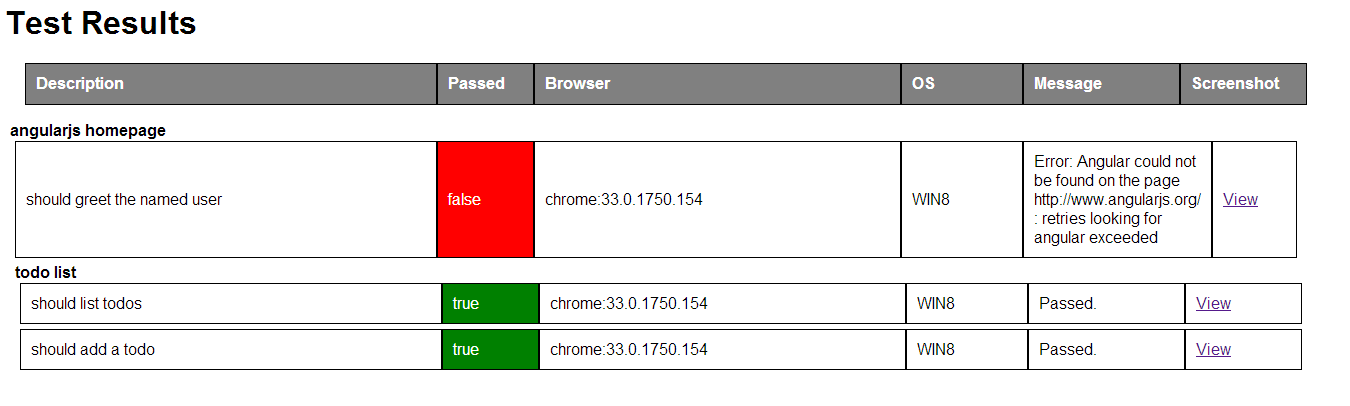 Test Results
Description Passed Browser OS Message Screenshot
angularjs homepage
should greet the named user false chrome:33.0.1750.154 WIN8 Error: Angular could not
be found on the page
http://www.angularjs.org/
: retries looking for
angular exceeded View
todo list
should list todos true chrome:33.0.1750.154 WIN8 Passed. View
should add a todo true chrome:33.0.1750.154 WIN8 Passed. View